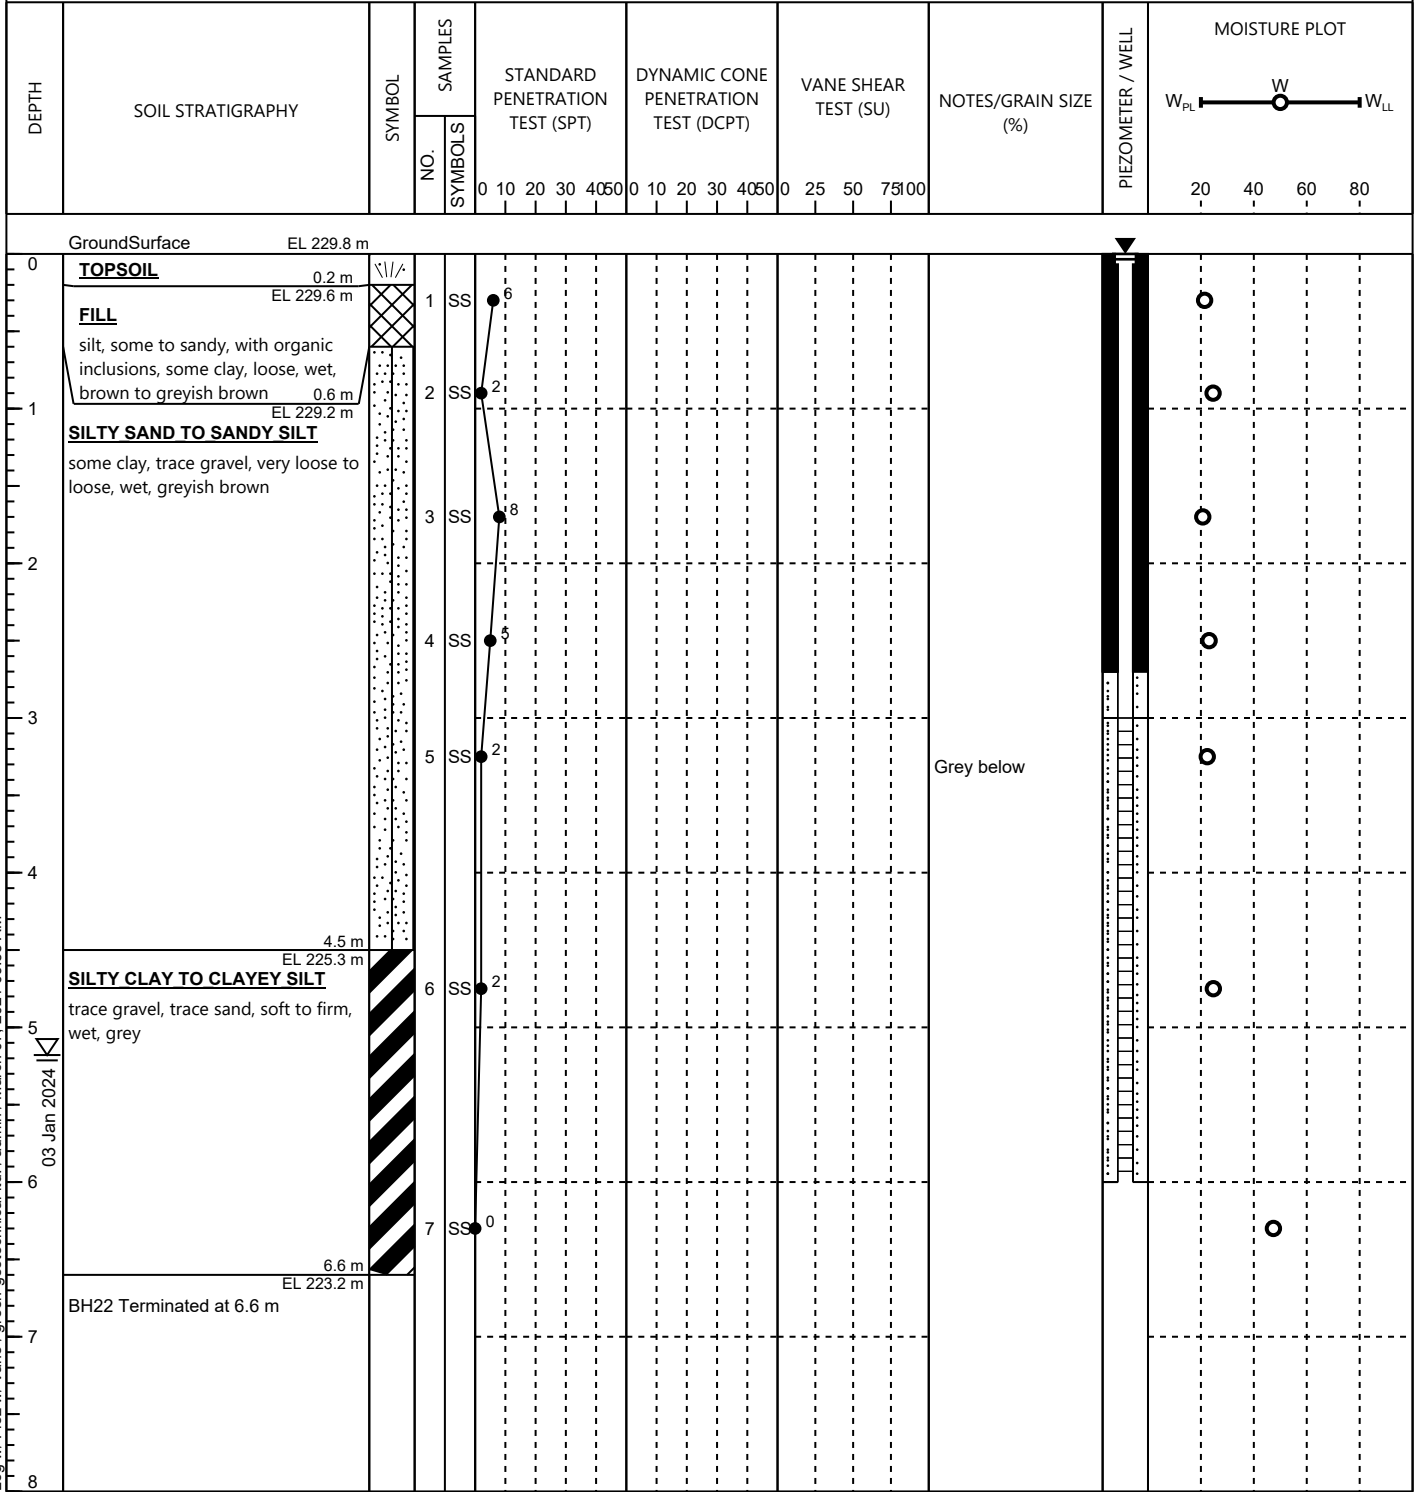 DEPTH
SOIL STRATIGRAPHY
SYMBOL
SAMPLES
NO.
SYMBOLS
STANDARD
PENETRATION
TEST (SPT)
0 10 20 30 40 50
DYNAMIC CONE
PENETRATION
TEST (DCPT)
0 10 20 30 40 50
VANE SHEAR
TEST (SU)
0 25 50 75 100
NOTES/GRAIN SIZE
(%)
PIEZOMETER / WELL
MOISTURE PLOT
W
WPL WLL
20 40 60 80
GroundSurface EL 229.8 m
0
TOPSOIL 0.2 m
EL 229.6 m
1 SS 6
FILL
silt, some to sandy, with organic
inclusions, some clay, loose, wet,
brown to greyish brown 0.6 m
2 SS 2
1
EL 229.2 m
SILTY SAND TO SANDY SILT
some clay, trace gravel, very loose to
loose, wet, greyish brown
3 SS 8
2
4 SS 5
3
5 SS 2
Grey below
4
4.5 m
EL 225.3 m
SILTY CLAY TO CLAYEY SILT
6 SS 2
trace gravel, trace sand, soft to firm,
wet, grey
5
03 Jan 2024
6
7 SS 0
6.6 m
EL 223.2 m
BH22 Terminated at 6.6 m
7
8